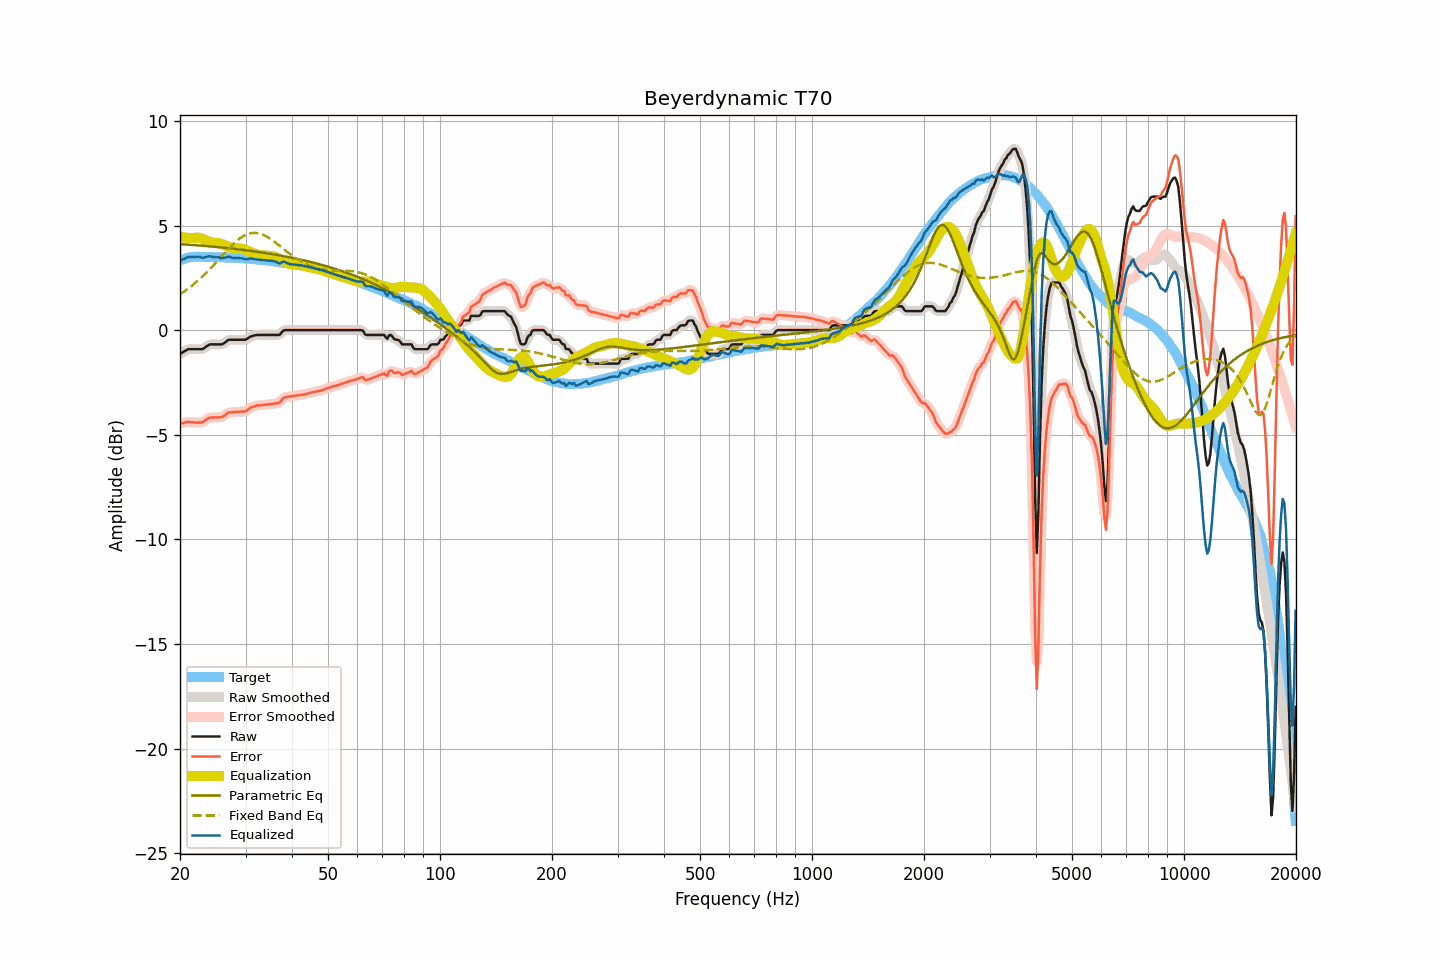 Beyerdynamic T70
10
5
0
−5
−10
−15
−20
−25
Amplitude (dBr)
Target
Raw Smoothed
Error Smoothed
Raw
Error
Equalization
Parametric Eq
Fixed Band Eq
Equalized
20
50
100
200
500
1000
2000
5000
10000
20000
Frequency (Hz)